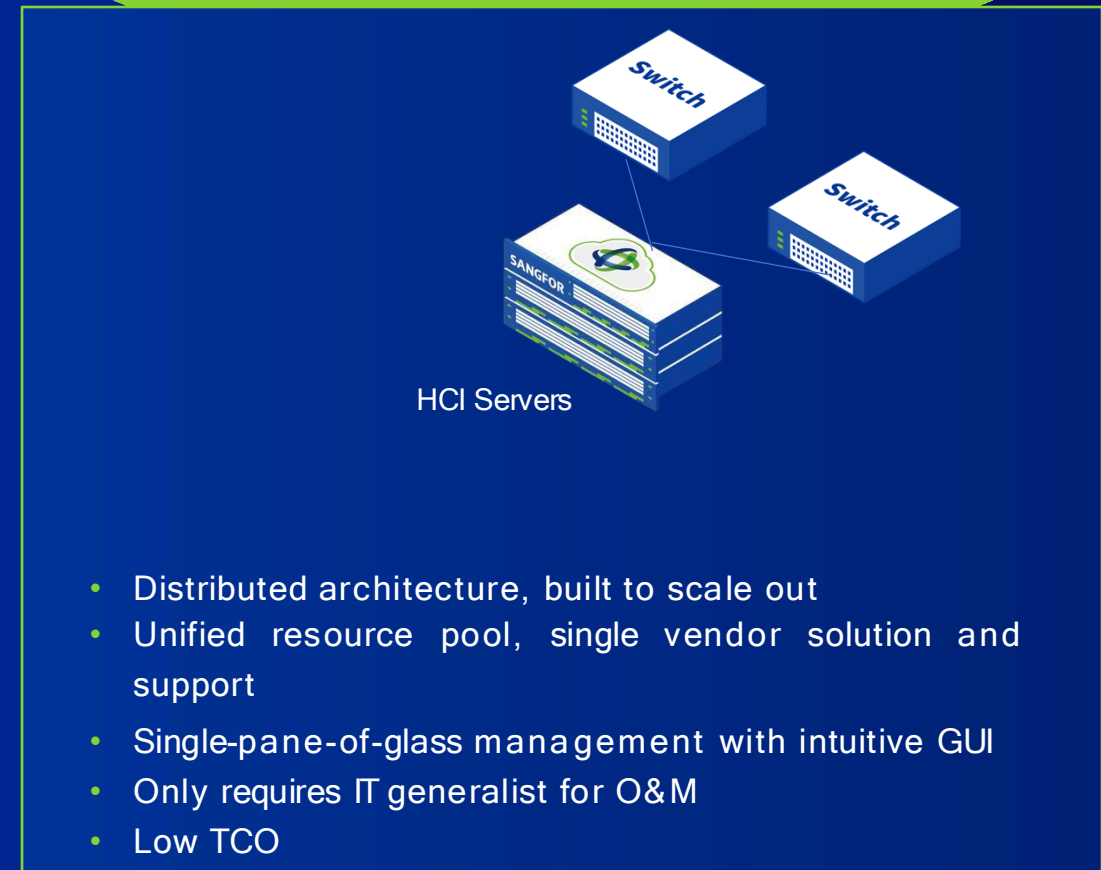 Switch
Switch
SANGFOR
HCI Servers
• Distributed architecture, built to scale out
• Unified resource pool, single vendor solution and
support
• Single-pane-of-glass management with intuitive GUI
• Only requires IT generalist for O&M
• Low TCO